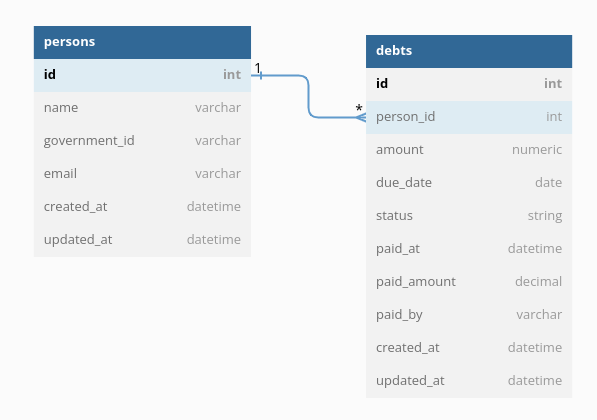 persons
id int
name varchar
government_id varchar
email varchar
created_at datetime
updated_at datetime
1
*
debts
id int
person_id int
amount numeric
due_date date
status string
paid_at datetime
paid_amount decimal
paid_by varchar
created_at datetime
updated_at datetime